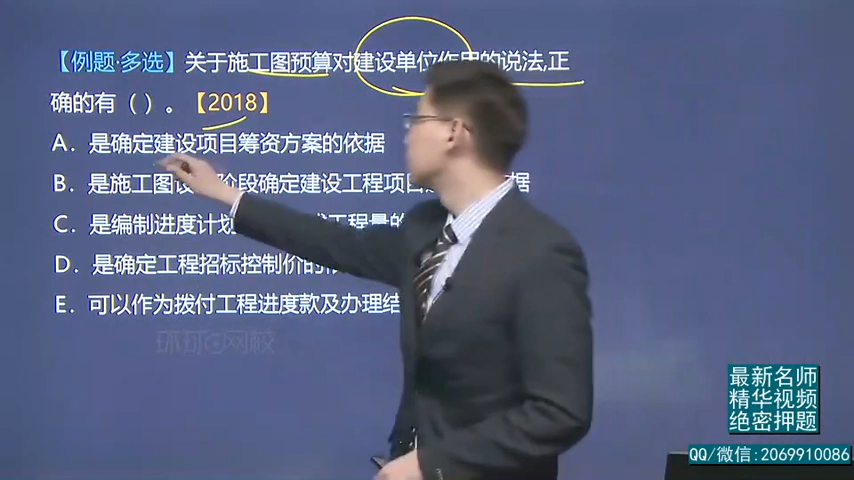 【例题·多选】关于施工图预算对建设单位作用的说法,正
确的有（ ）。【2018】
A. 是确定建设项目筹资方案的依据
B. 是施工图设 阶段确定建设工程项目 据
C. 是编制进度计划 工程量的
D. 是确定工程招标控制价的
E. 可以作为拨付工程进度款及办理结
环球网校
最新名师
精华视频
绝密押题
QQ/微信:2069910086